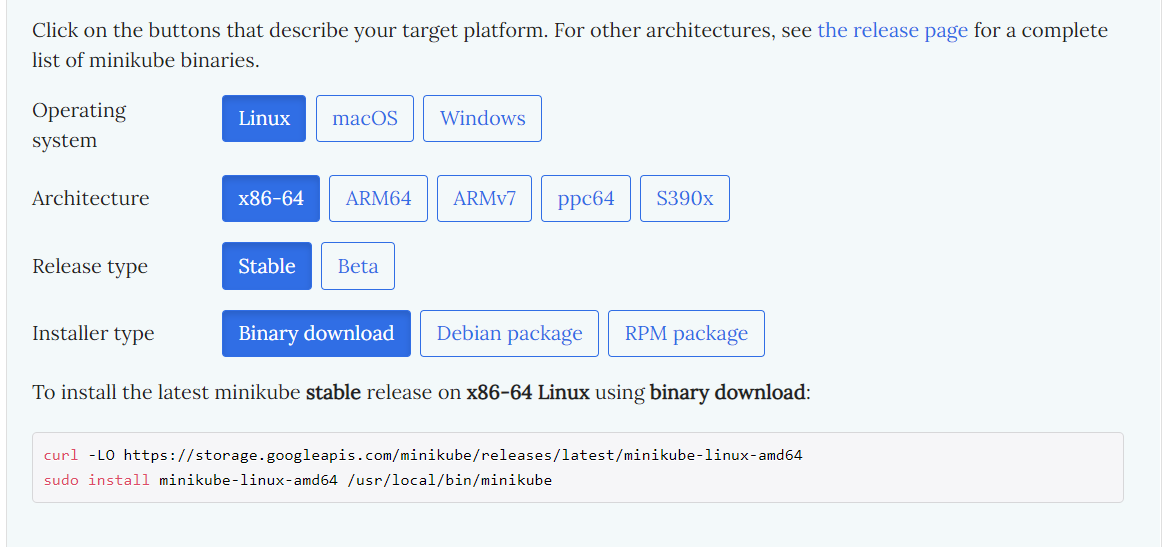 Click on the buttons that describe your target platform. For other architectures, see the release page for a complete
list of minikube binaries.
Operating
system
Linux macOS Windows
Architecture x86-64 ARM64 ARMv7 ppc64 S390x
Release type Stable Beta
Installer type Binary download Debian package RPM package
To install the latest minikube stable release on x86-64 Linux using binary download:
curl -LO https://storage.googleapis.com/minikube/releases/latest/minikube-linux-amd64
sudo install minikube-linux-amd64 /usr/local/bin/minikube